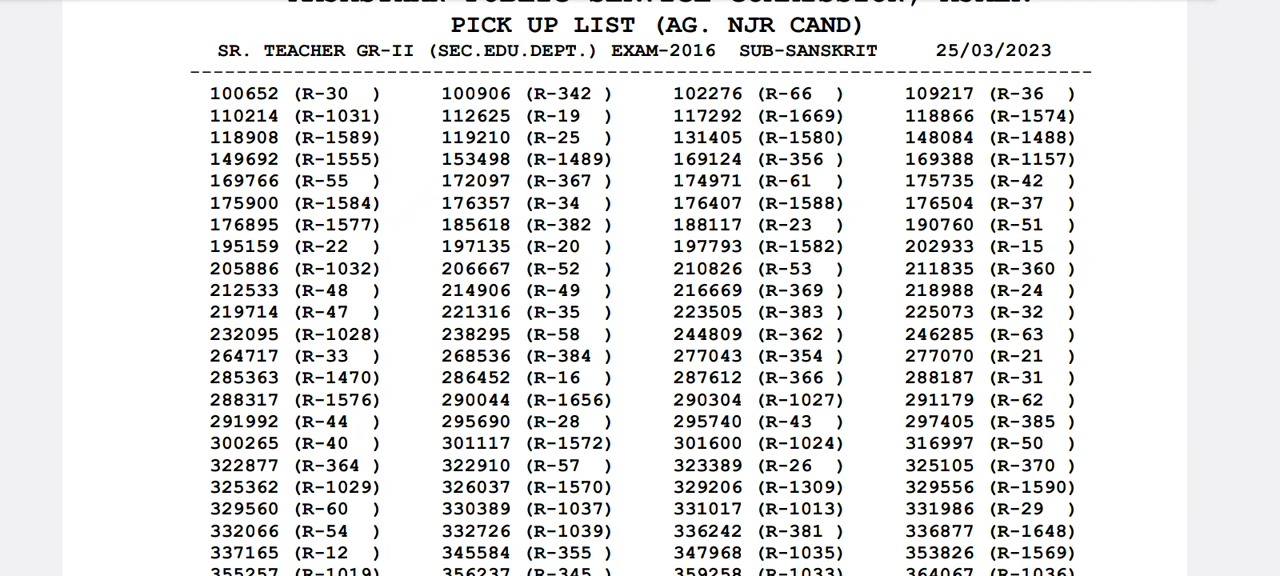 PICK UP LIST (AG. NJR CAND)
SR. TEACHER GR-II (SEC.EDU.DEPT.) EXAM-2016 SUB-SANSKRIT 25/03/2023
--------------------------------------------------------------------------------
100652 (R-30 ) 100906 (R-342 ) 102276 (R-66 ) 109217 (R-36 )
110214 (R-1031) 112625 (R-19 ) 117292 (R-1669) 118866 (R-1574)
118908 (R-1589) 119210 (R-25 ) 131405 (R-1580) 148084 (R-1488)
149692 (R-1555) 153498 (R-1489) 169124 (R-356 ) 169388 (R-1157)
169766 (R-55 ) 172097 (R-367 ) 174971 (R-61 ) 175735 (R-42 )
175900 (R-1584) 176357 (R-34 ) 176407 (R-1588) 176504 (R-37 )
176895 (R-1577) 185618 (R-382 ) 188117 (R-23 ) 190760 (R-51 )
195159 (R-22 ) 197135 (R-20 ) 197793 (R-1582) 202933 (R-15 )
205886 (R-1032) 206667 (R-52 ) 210826 (R-53 ) 211835 (R-360 )
212533 (R-48 ) 214906 (R-49 ) 216669 (R-369 ) 218988 (R-24 )
219714 (R-47 ) 221316 (R-35 ) 223505 (R-383 ) 225073 (R-32 )
232095 (R-1028) 238295 (R-58 ) 244809 (R-362 ) 246285 (R-63 )
264717 (R-33 ) 268536 (R-384 ) 277043 (R-354 ) 277070 (R-21 )
285363 (R-1470) 286452 (R-16 ) 287612 (R-366 ) 288187 (R-31 )
288317 (R-1576) 290044 (R-1656) 290304 (R-1027) 291179 (R-62 )
291992 (R-44 ) 295690 (R-28 ) 295740 (R-43 ) 297405 (R-385 )
300265 (R-40 ) 301117 (R-1572) 301600 (R-1024) 316997 (R-50 )
322877 (R-364 ) 322910 (R-57 ) 323389 (R-26 ) 325105 (R-370 )
325362 (R-1029) 326037 (R-1570) 329206 (R-1309) 329556 (R-1590)
329560 (R-60 ) 330389 (R-1037) 331017 (R-1013) 331986 (R-29 )
332066 (R-54 ) 332726 (R-1039) 336242 (R-381 ) 336877 (R-1648)
337165 (R-12 ) 345584 (R-355 ) 347968 (R-1035) 353826 (R-1569)
355257 (R-1019) 356237 (R-345 ) 359258 (R-1033) 364067 (R-1036)